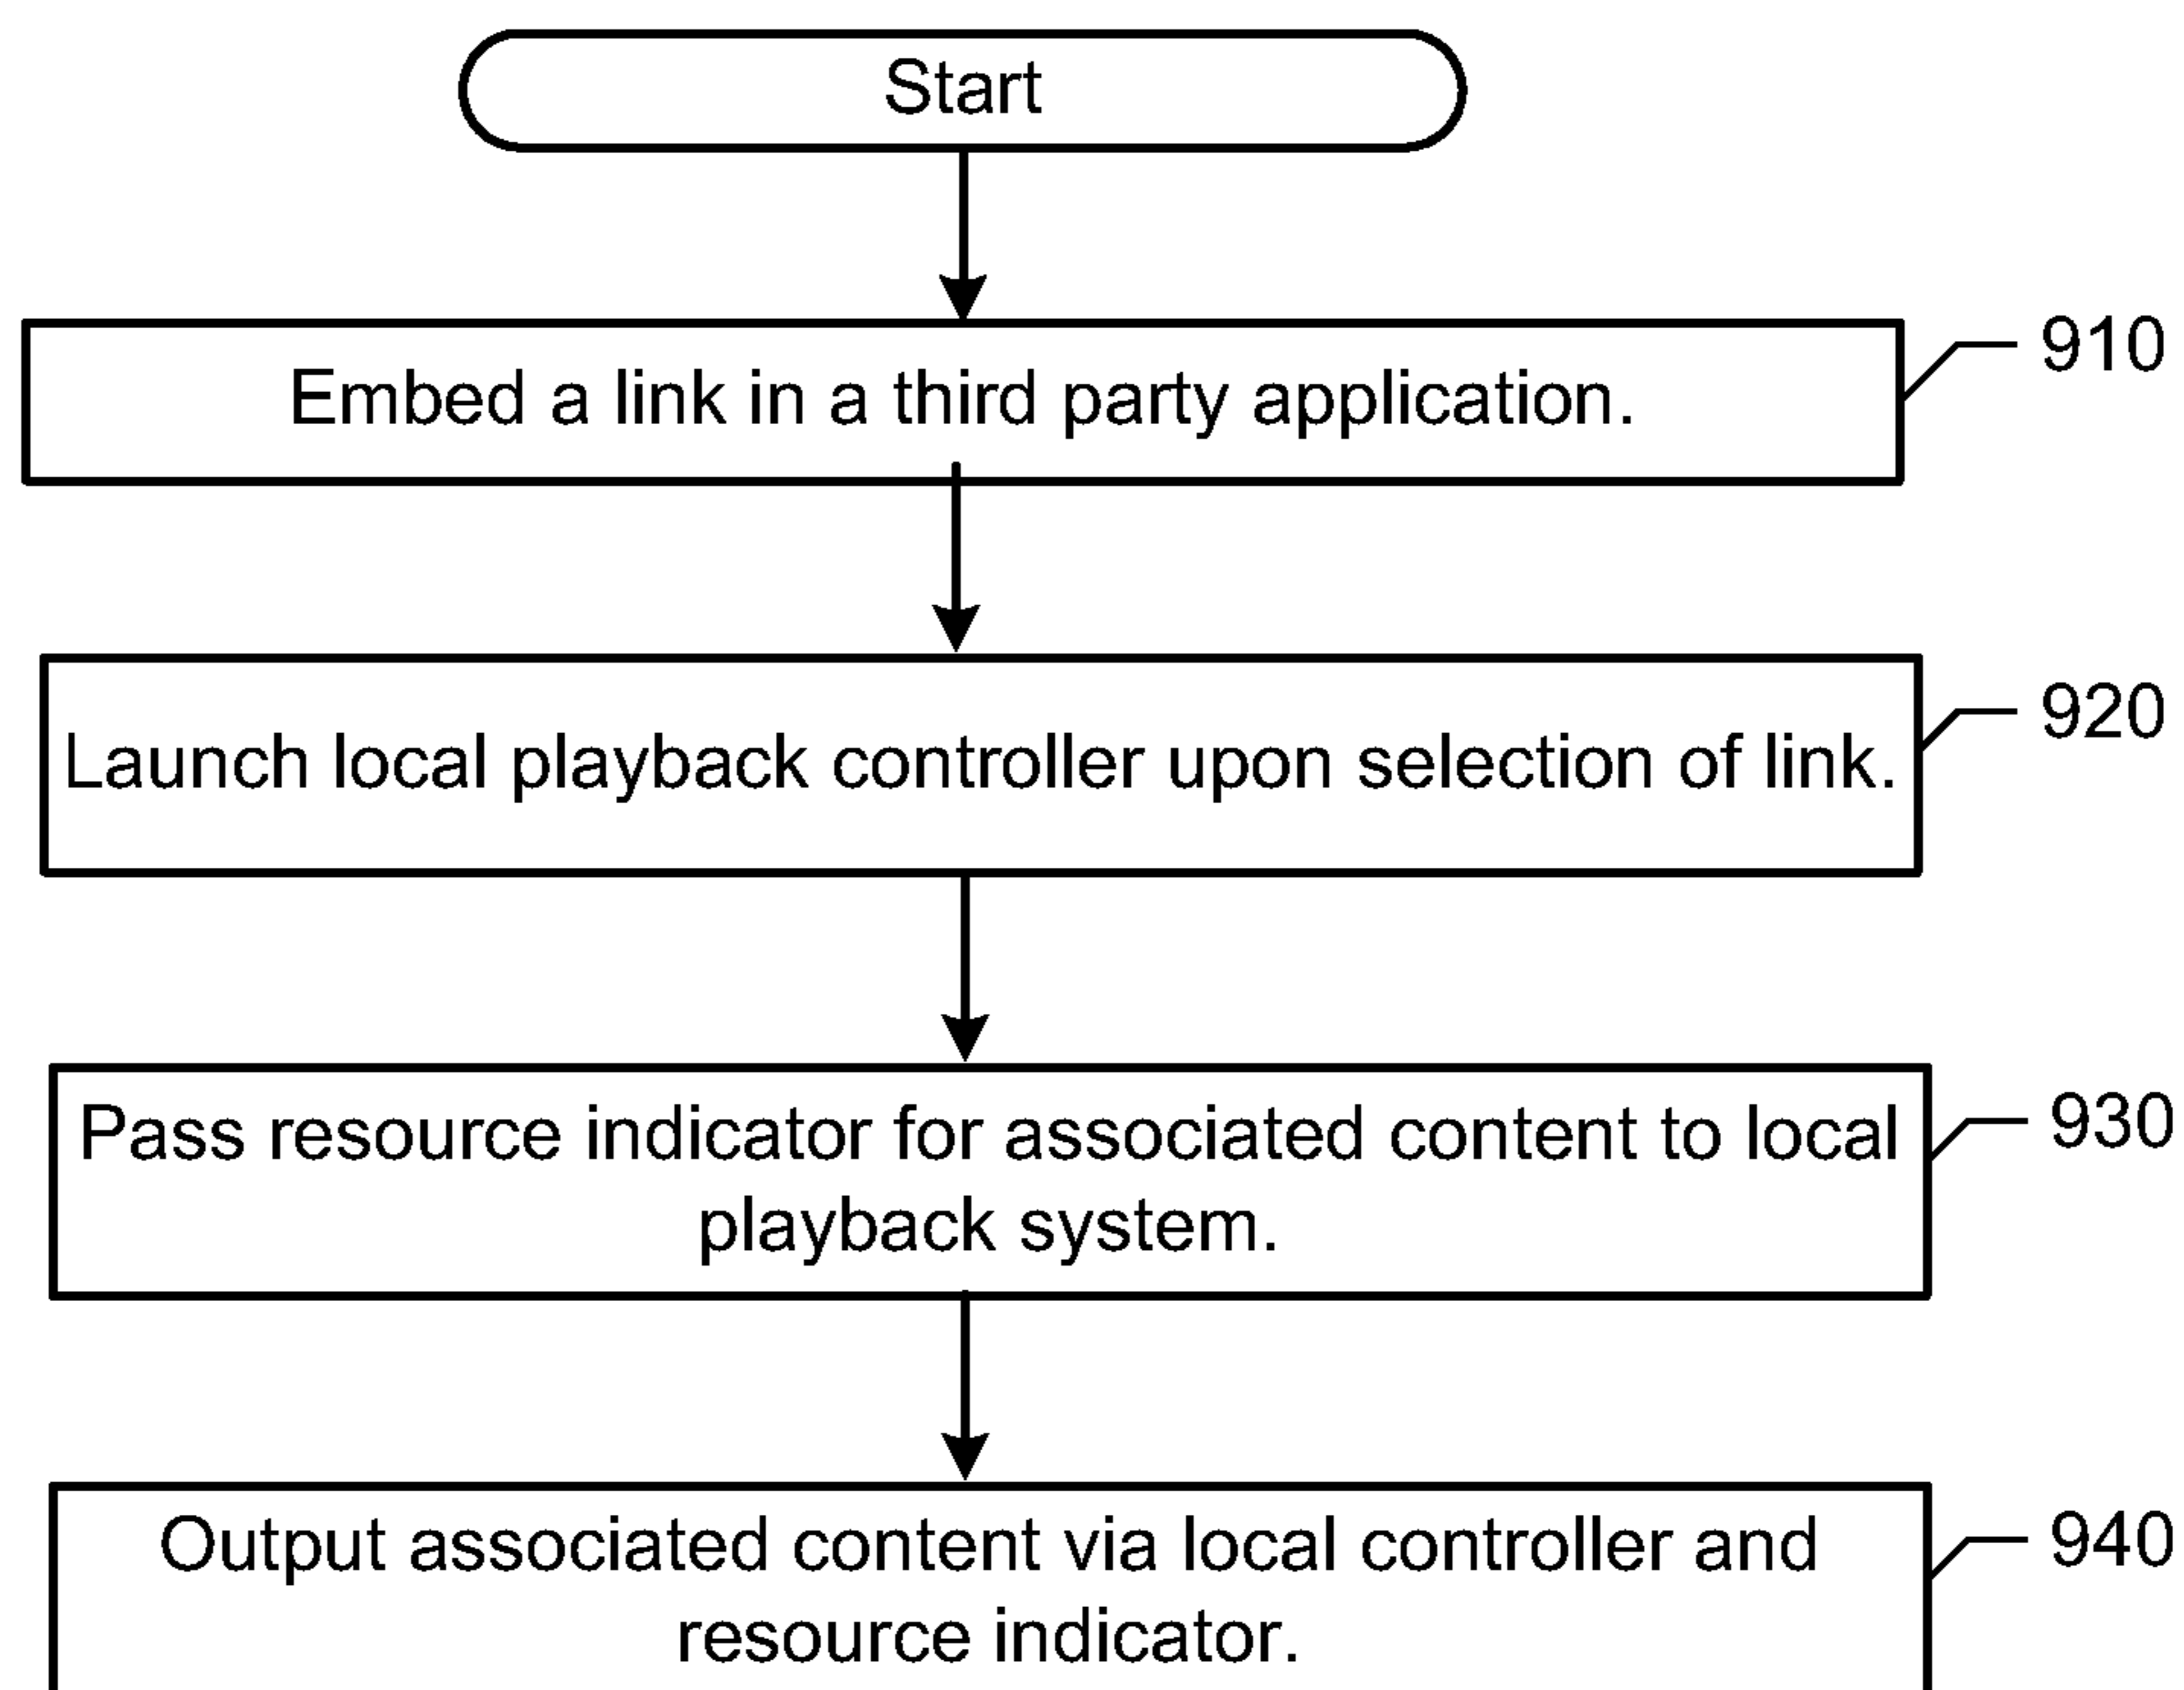 Start
Embed a link in a third party application.
910
Launch local playback controller upon selection of link.
920
Pass resource indicator for associated content to local
playback system.
930
Output associated content via local controller and
resource indicator.
940